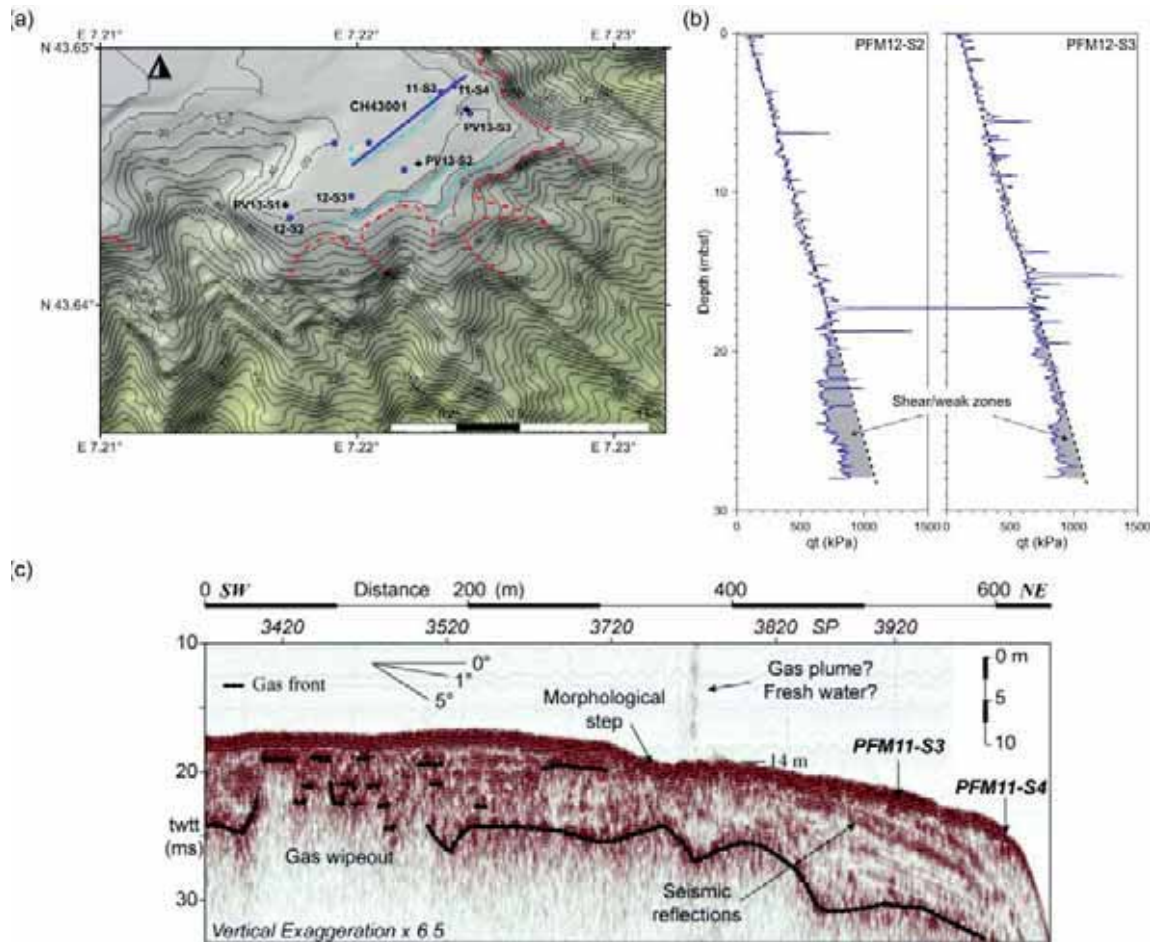 (a)
E 7.21°
E 7.22°
E 7.23°
N 43.65°
11-S3
11-S4
CH43001
PV13-S3
PV13-S2
12-S3
PV13-S1
12-S2
N 43.64°
E 7.21°
E 7.22°
E 7.23°
(b)
PFM12-S2
PFM12-S3
0
10
20
30
Depth (mbsf)
Shear/weak zones
0
500
1000
1500
0
500
1000
1500
qt (kPa)
qt (kPa)
(c)
0 SW Distance 200 (m) 400 600 NE
3420 3520 3720 3820 SP 3920
10
20
30
twtt
(ms)
Gas front
0°
1°
5°
Morphological
step
Gas plume?
Fresh water?
0 m
5
10
14 m
PFM11-S3
PFM11-S4
Gas wipeout
Seismic
reflections
Vertical Exaggeration x 6.5